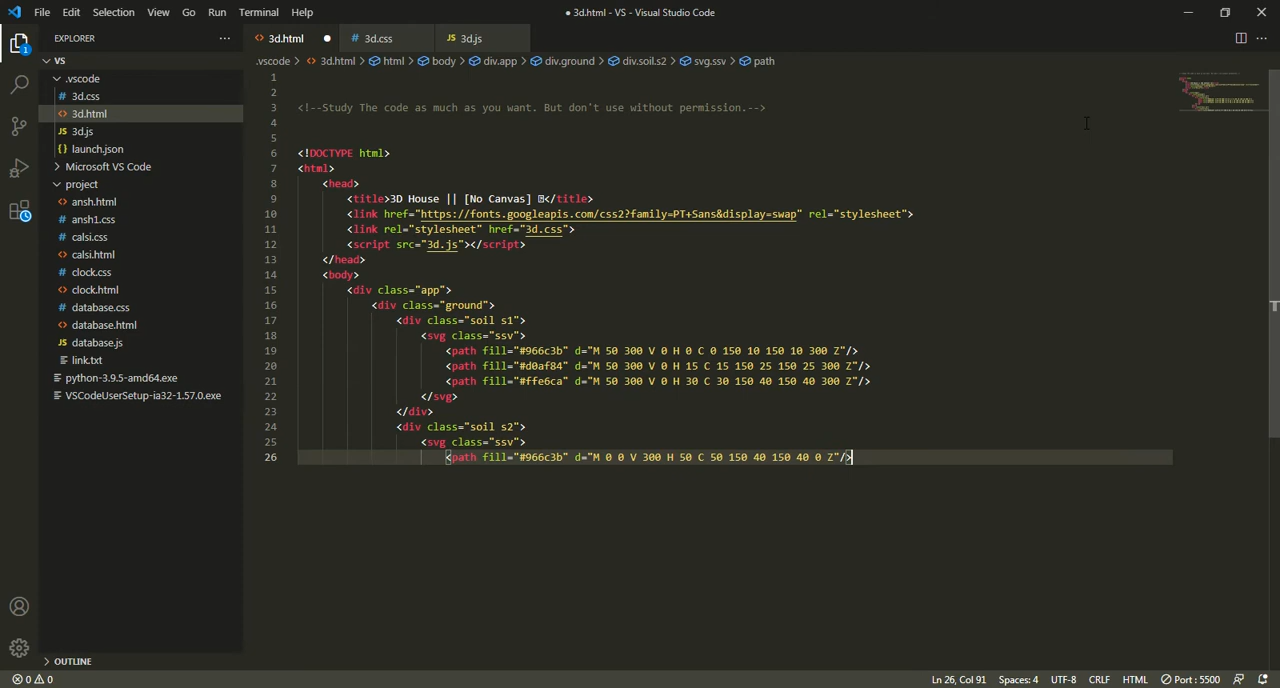 File Edit Selection View Go Run Terminal Help
● 3d.html - VS - Visual Studio Code
EXPLORER ···
3d.html ●
# 3d.css
JS 3d.js
.vscode > 3d.html > html > body > div.app > div.ground > div.soil.s2 > svg.ssv > path
1
VS
.vscode
# 3d.css
<> 3d.html
JS 3d.js
{} launch.json
Microsoft VS Code
project
<> ansh.html
# ansh1.css
# calsi.css
<> calsi.html
# clock.css
<> clock.html
# database.css
<> database.html
JS database.js
link.txt
python-3.9.5-amd64.exe
VSCodeUserSetup-ia32-1.57.0.exe
OUTLINE
1
2
3 <!--Study The code as much as you want. But don't use without permission.-->
4
5
6 <!DOCTYPE html>
7 <html>
8 <head>
9 <title>3D House || [No Canvas] </title>
10 <link href="https://fonts.googleapis.com/css2?family=PT+Sans&display=swap" rel="stylesheet">
11 <link rel="stylesheet" href="3d.css">
12 <script src="3d.js"></script>
13 </head>
14 <body>
15 <div class="app">
16 <div class="ground">
17 <div class="soil s1">
18 <svg class="ssv">
19 <path fill="#966c3b" d="M 50 300 V 0 H 0 C 0 150 10 150 10 300 Z"/>
20 <path fill="#d0af84" d="M 50 300 V 0 H 15 C 15 150 25 150 25 300 Z"/>
21 <path fill="#ffe6ca" d="M 50 300 V 0 H 30 C 30 150 40 150 40 300 Z"/>
22 </svg>
23 </div>
24 <div class="soil s2">
25 <svg class="ssv">
26 <path fill="#966c3b" d="M 0 0 V 300 H 50 C 50 150 40 150 40 0 Z"/>
0 0
Ln 26, Col 91 Spaces: 4 UTF-8 CRLF HTML Port : 5500